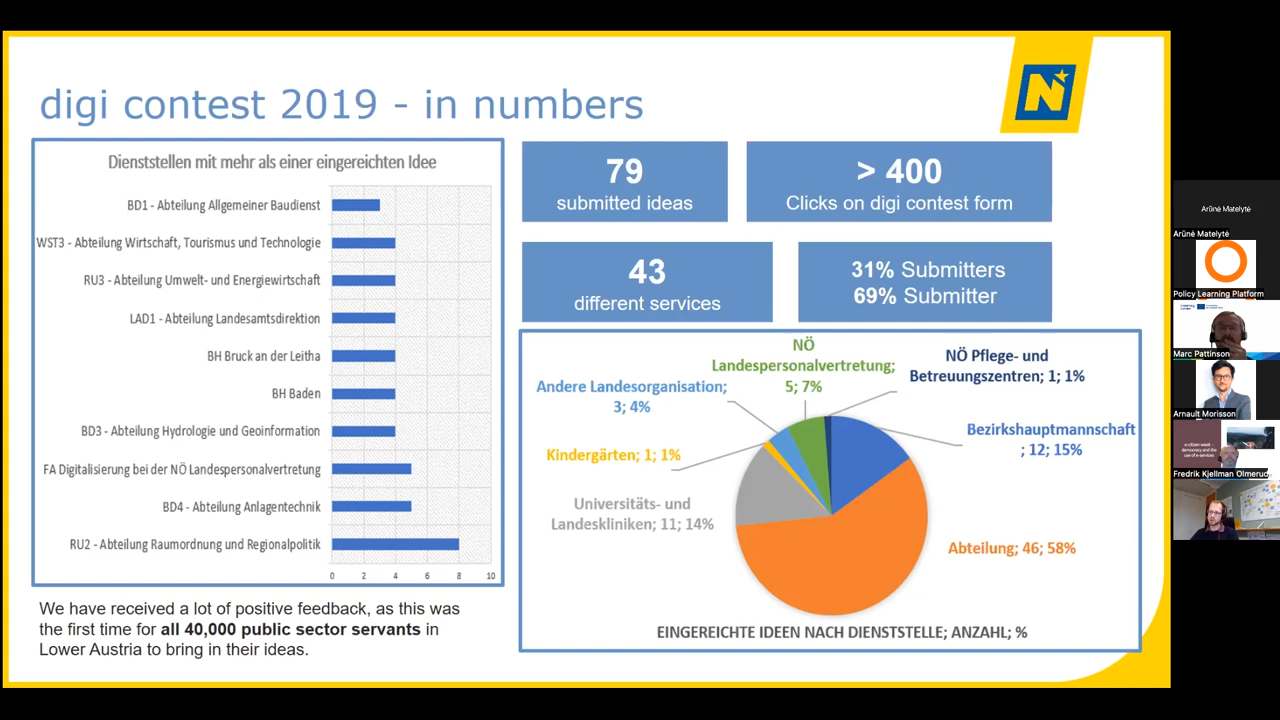 digi contest 2019 - in numbers
N
Dienststellen mit mehr als einer eingereichten Idee
BD1 - Abteilung Allgemeiner Baudienst
WST3 - Abteilung Wirtschaft, Tourismus und Technologie
RU3 - Abteilung Umwelt- und Energiewirtschaft
LAD1 - Abteilung Landesamtsdirektion
BH Bruck an der Leitha
BH Baden
BD3 - Abteilung Hydrologie und Geoinformation
FA Digitalisierung bei der NÖ Landespersonalvertretung
BD4 - Abteilung Anlagentechnik
RU2 - Abteilung Raumordnung und Regionalpolitik
0 2 4 6 8 10
We have received a lot of positive feedback, as this was
the first time for all 40,000 public sector servants in
Lower Austria to bring in their ideas.
79
submitted ideas
> 400
Clicks on digi contest form
43
different services
31% Submitters
69% Submitter
NÖ
Landespersonalvertretung;
5; 7%
NÖ Pflege- und
Betreuungszentren; 1; 1%
Andere Landesorganisation;
3; 4%
Bezirkshauptmannschaft
; 12; 15%
Kindergärten; 1; 1%
Universitäts- und
Landeskliniken; 11; 14%
Abteilung; 46; 58%
EINGEREICHTE IDEEN NACH DIENSTSTELLE; ANZAHL; %
Arūnė Matelytė
Arūnė Matelytė
Policy Learning Platform
Marc Pattinson
Arnault Morisson
e-citizen week -
democracy and the
use of e-services
Fredrik Kjellman Olmerud